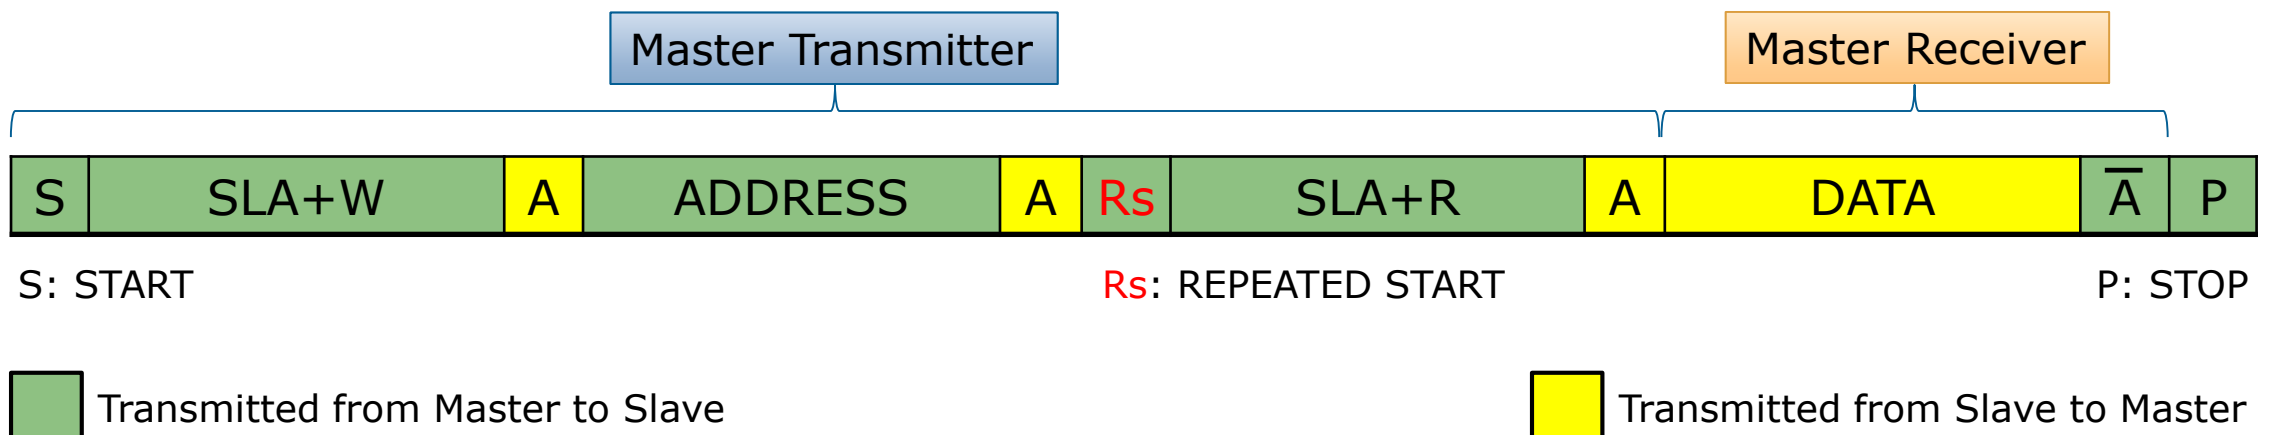 Master Transmitter Master Receiver
S SLA+W A ADDRESS A Rs SLA+R A DATA A̅ P
S: START Rs: REPEATED START P: STOP
Transmitted from Master to Slave Transmitted from Slave to Master